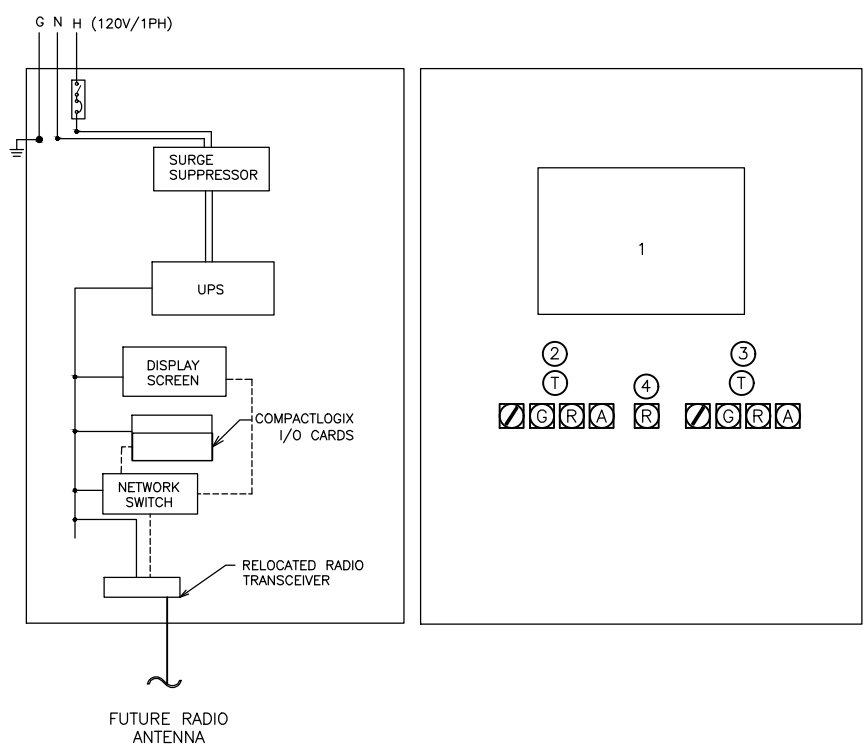 G N H (120V/1PH)
SURGE
SUPPRESSOR
UPS
DISPLAY
SCREEN
COMPACTLOGIX
I/O CARDS
NETWORK
SWITCH
RELOCATED RADIO
TRANSCEIVER
FUTURE RADIO
ANTENNA
1
2
3
T
4
T
G R A
R
G R A